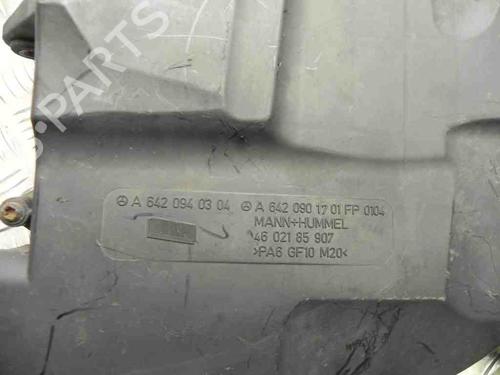 A 642 094 03 04 A 642 090 17 01 FP 0104
MANN+HUMMEL
46 021 85 907
>PA6 GF10 M20<
PARTS